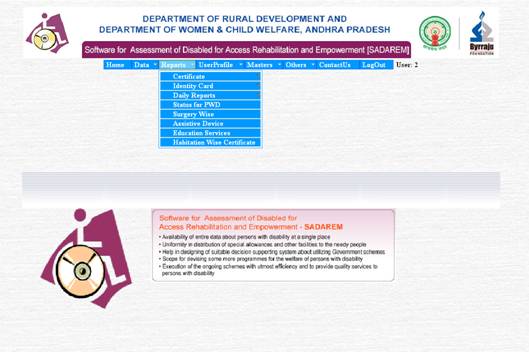 DEPARTMENT OF RURAL DEVELOPMENT AND
DEPARTMENT OF WOMEN & CHILD WELFARE, ANDHRA PRADESH
Software for Assessment of Disabled for Access Rehabilitation and Empowerment [SADAREM]
Byrraju
FOUNDATION
Home Data Reports UserProfile Masters Others ContactUs LogOut User: 2
Certificate
Identity Card
Daily Reports
Status for PWD
Surgery Wise
Assistive Device
Education Services
Habitation Wise Certificate
Software for Assessment of Disabled for
Access Rehabilitation and Empowerment - SADAREM
• Availability of entire data about persons with disability at a single place
• Uniformity in distribution of special allowances and other facilities to the needy people
• Help in designing of suitable decision supporting system about utilizing Government schemes
• Scope for devising some more programmes for the welfare of persons with disability
• Execution of the ongoing schemes with utmost efficiency and to provide quality services to
persons with disability